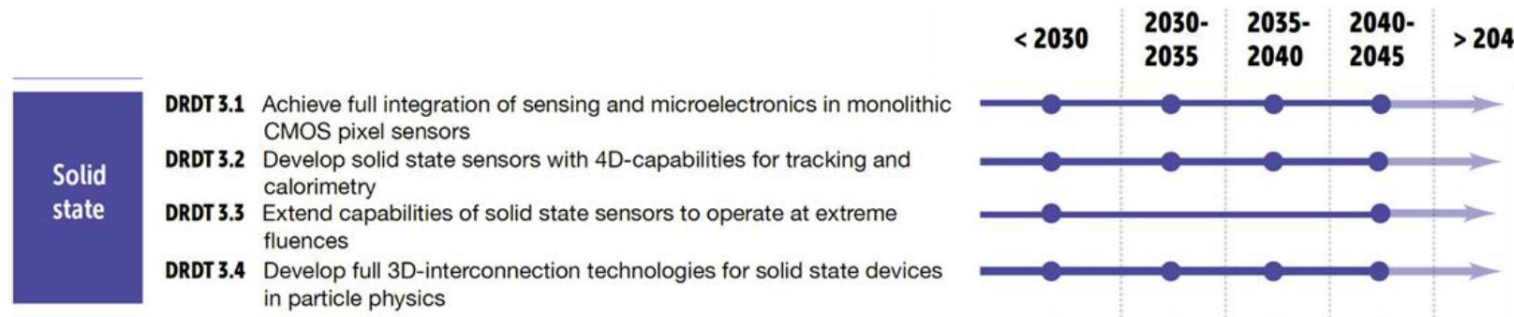 < 2030
2030-
2035
2035-
2040
2040-
2045
> 204
Solid
state
DRDT 3.1 Achieve full integration of sensing and microelectronics in monolithic
CMOS pixel sensors
DRDT 3.2 Develop solid state sensors with 4D-capabilities for tracking and
calorimetry
DRDT 3.3 Extend capabilities of solid state sensors to operate at extreme
fluences
DRDT 3.4 Develop full 3D-interconnection technologies for solid state devices
in particle physics